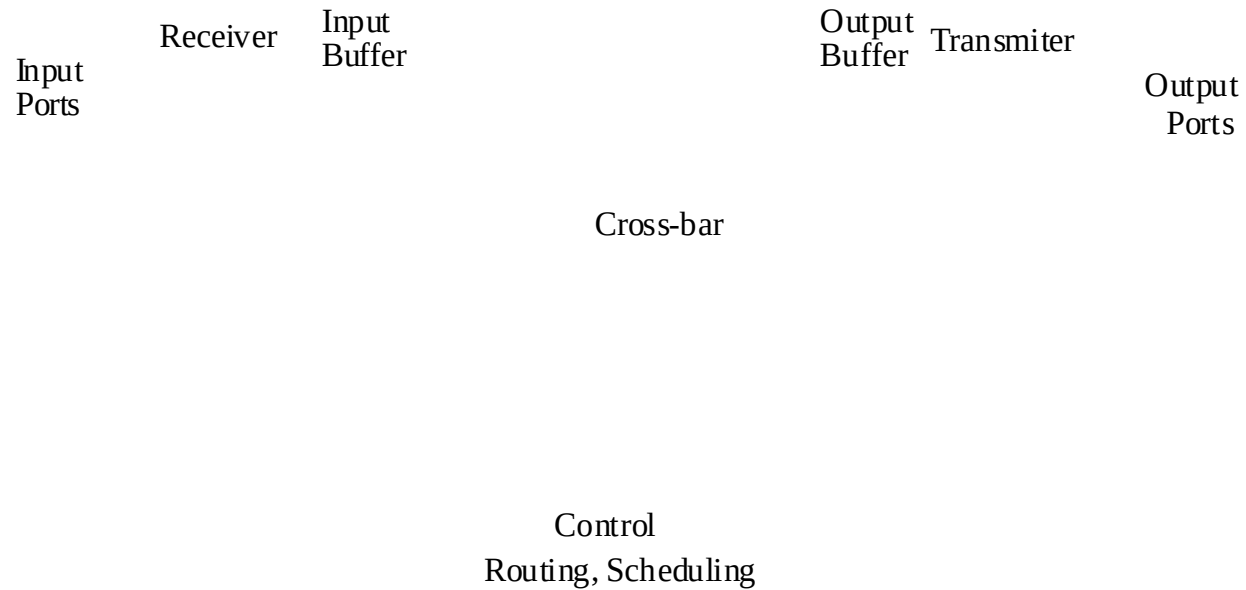 Input
Ports
Receiver
Input
Buffer
Output
Buffer
Transmiter
Output
Ports
Cross-bar
Control
Routing, Scheduling